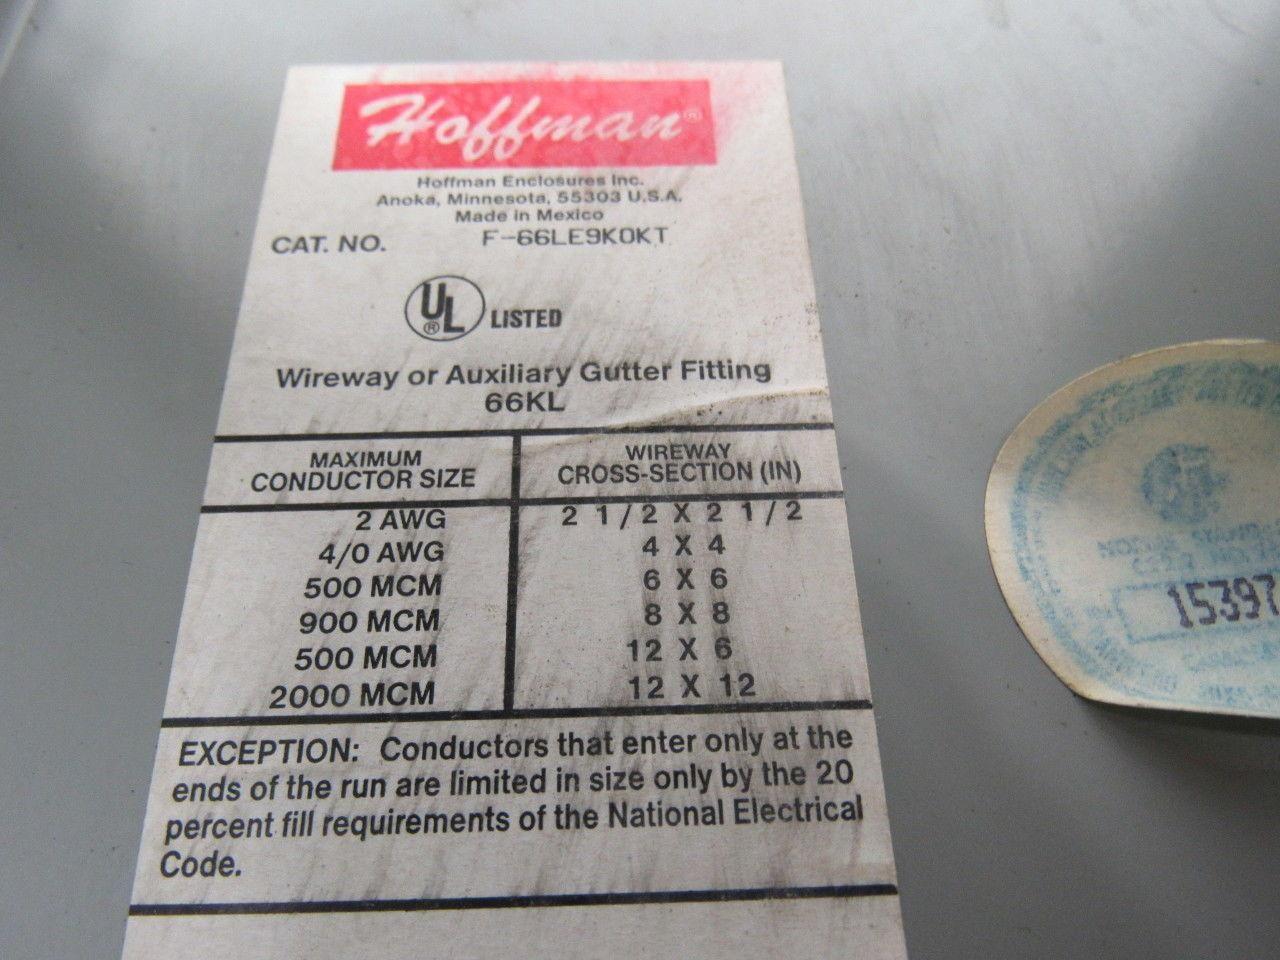 Hoffman®
Hoffman Enclosures Inc.
Anoka, Minnesota, 55303 U.S.A.
Made in Mexico
CAT. NO. F-66LE9KOKT
UL ® LISTED
Wireway or Auxiliary Gutter Fitting
66KL
MAXIMUM CONDUCTOR SIZE WIREWAY CROSS-SECTION (IN)
2 AWG 2 1/2 X 2 1/2
4/0 AWG 4 X 4
500 MCM 6 X 6
900 MCM 8 X 8
500 MCM 12 X 6
2000 MCM 12 X 12
EXCEPTION: Conductors that enter only at the
ends of the run are limited in size only by the 20
percent fill requirements of the National Electrical
Code.
15397